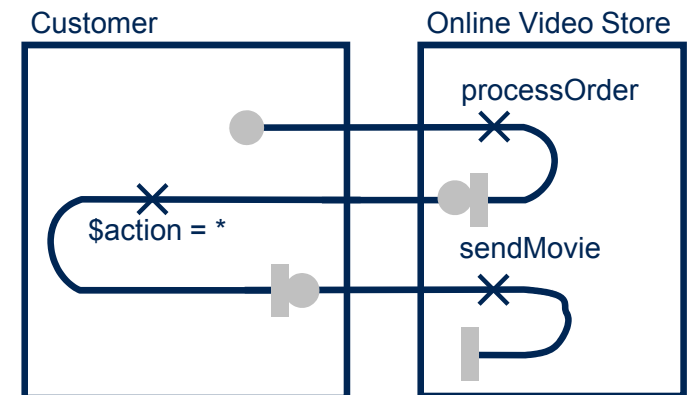 Customer
Online Video Store
processOrder
$action = *
sendMovie